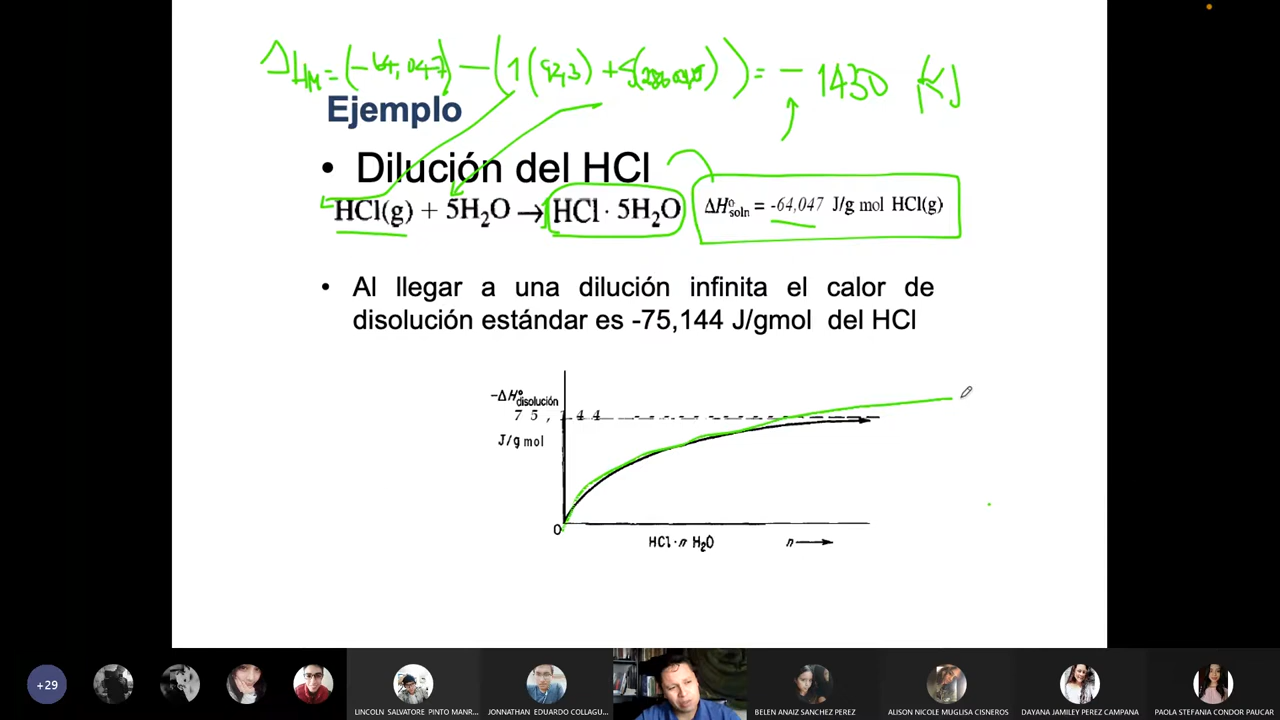 ΔHM = (-64,047) - (1(92,3) + 5(286,025)) = - 1430 KJ
Ejemplo
• Dilución del HCl
HCl(g) + 5H₂O → HCl · 5H₂O ΔH°soln = -64,047 J/g mol HCl(g)
• Al llegar a una dilución infinita el calor de
disolución estándar es -75,144 J/gmol del HCl
-ΔH°disolución
75,144
J/g mol
0
HCl·n H₂O n →
+29
LINCOLN SALVATORE PINTO MANR... JONNATHAN EDUARDO COLLAGU... BELEN ANAIZ SANCHEZ PEREZ ALISON NICOLE MUGLISA CISNEROS DAYANA JAMILEY PEREZ CAMPANA PAOLA STEFANIA CONDOR PAUCAR